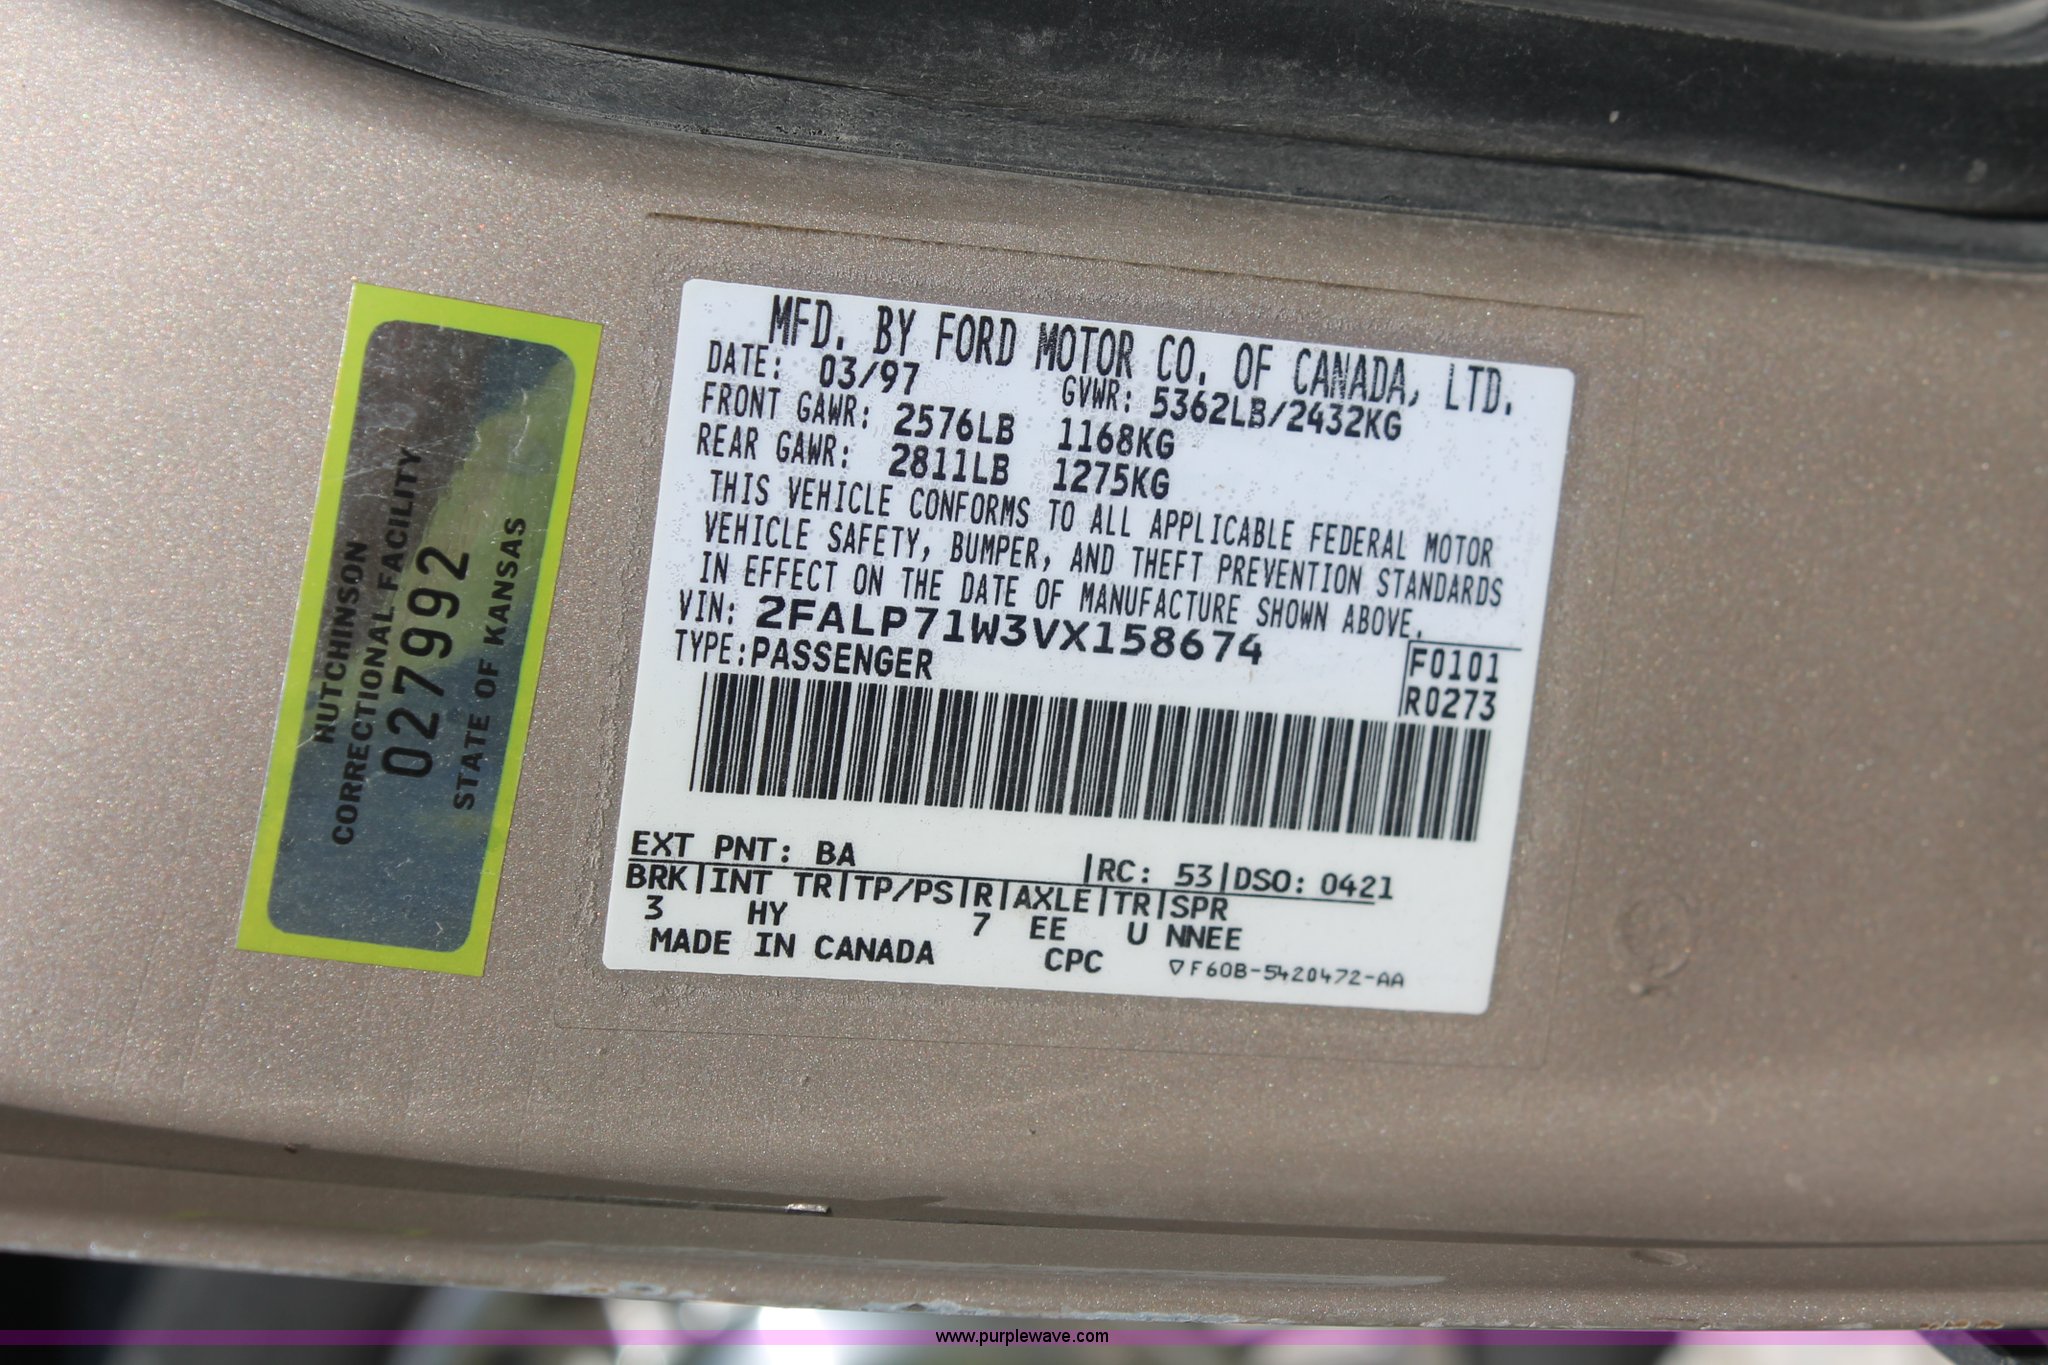 HUTCHINSON
CORRECTIONAL FACILITY
027992
STATE OF KANSAS
MFD. BY FORD MOTOR CO. OF CANADA, LTD.
DATE: 03/97 GVWR: 5362LB/2432KG
FRONT GAWR: 2576LB 1168KG
REAR GAWR: 2811LB 1275KG
THIS VEHICLE CONFORMS TO ALL APPLICABLE FEDERAL MOTOR
VEHICLE SAFETY, BUMPER, AND THEFT PREVENTION STANDARDS
IN EFFECT ON THE DATE OF MANUFACTURE SHOWN ABOVE.
VIN: 2FALP71W3VX158674
TYPE: PASSENGER
F0101
R0273
EXT PNT: BA |RC: 53|DSO: 0421
BRK|INT TR|TP/PS|R|AXLE|TR|SPR
3 HY 7 EE U NNEE
MADE IN CANADA CPC ▽F60B-5420472-AA
www.purplewave.com